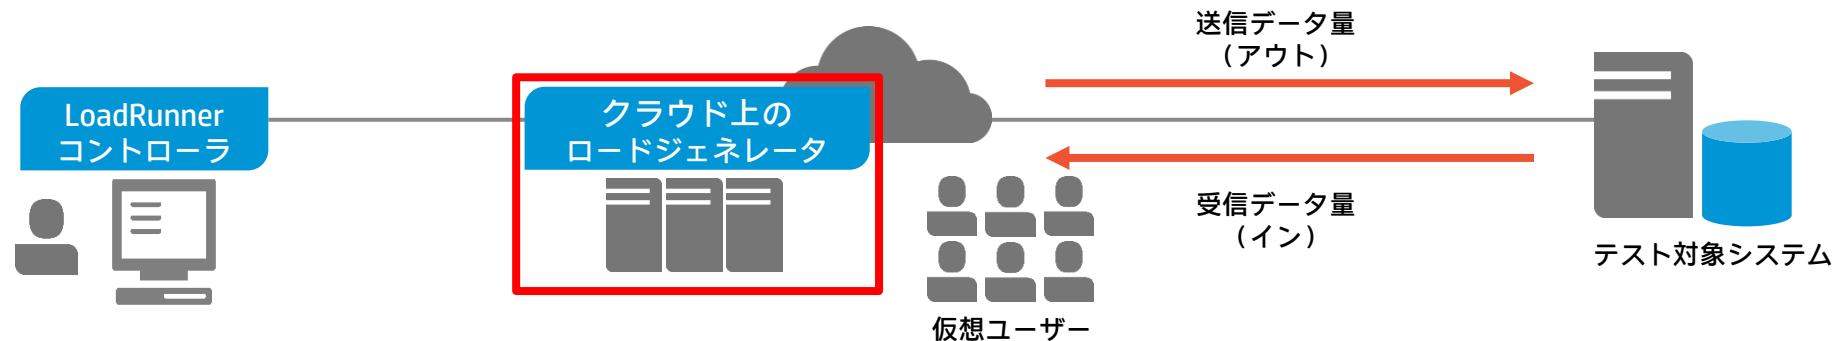 LoadRunner
コントローラ
クラウド上の
ロードジェネレータ
送信データ量
（アウト）
受信データ量
（イン）
仮想ユーザー
テスト対象システム